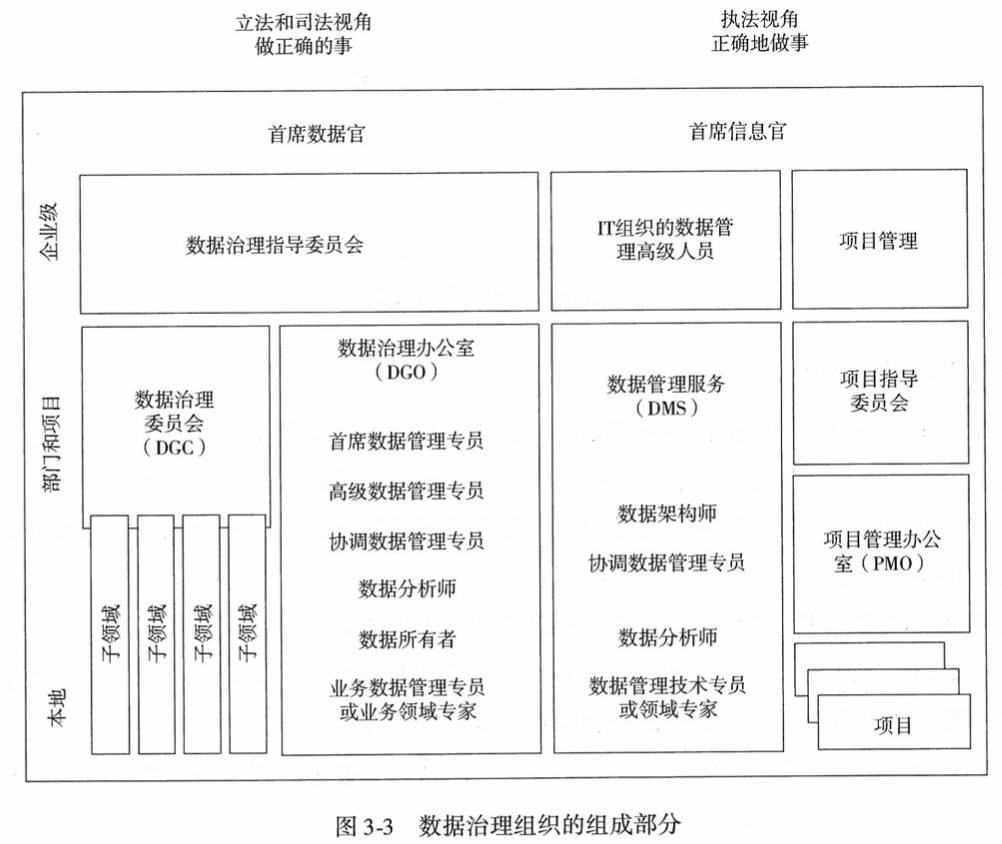 立法和司法视角
做正确的事
执法视角
正确地做事
首席数据官
首席信息官
企业级
数据治理指导委员会
IT组织的数据管
理高级人员
项目管理
部门和项目
数据治理
委员会
（DGC）
数据治理办公室
（DGO）
首席数据管理专员
高级数据管理专员
协调数据管理专员
数据分析师
数据所有者
业务数据管理专员
或业务领域专家
数据管理服务
（DMS）
数据架构师
协调数据管理专员
数据分析师
数据管理技术专员
或领域专家
项目指导
委员会
项目管理办公
室（PMO）
本地
子领域
子领域
子领域
子领域
项目
图 3-3 数据治理组织的组成部分